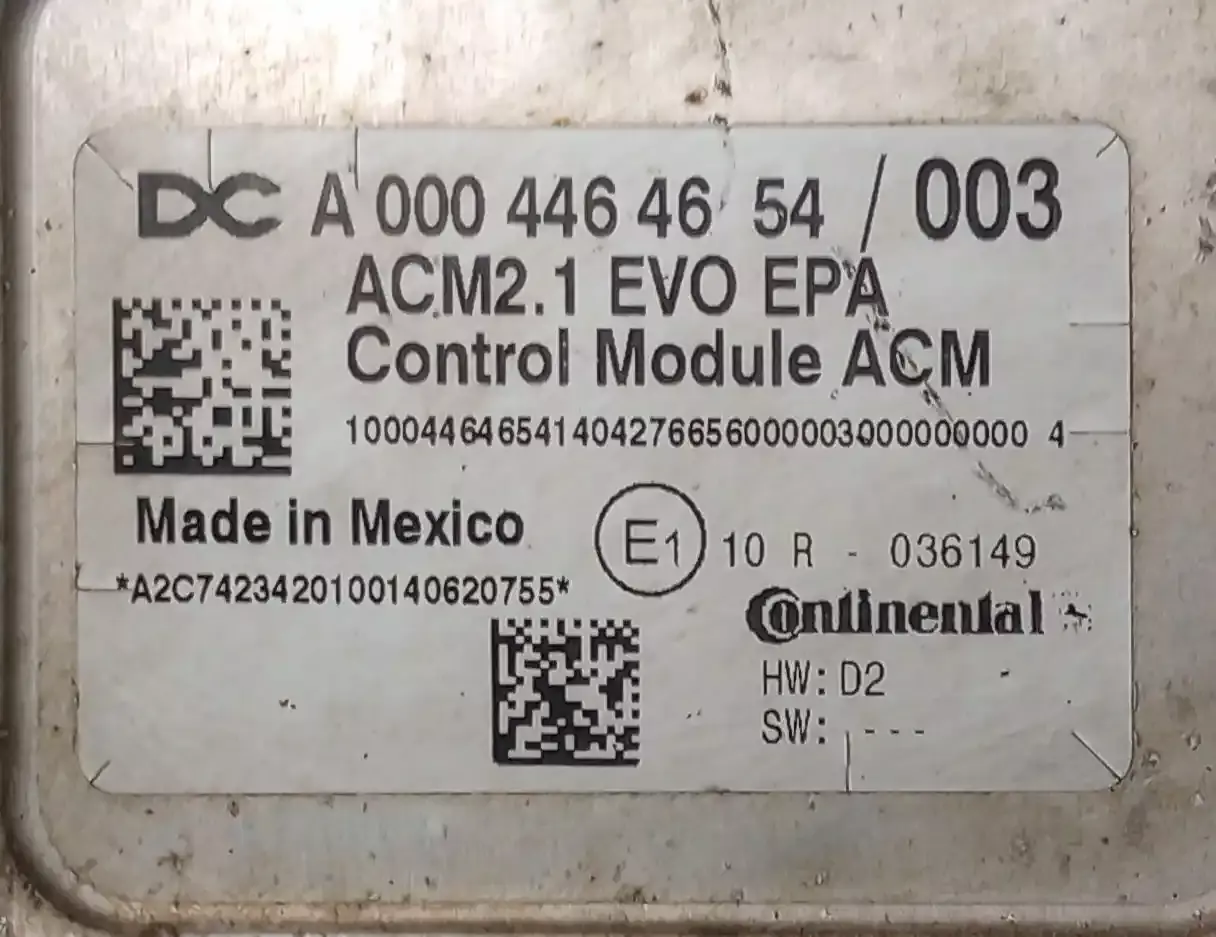 DC A 000 446 46 54 / 003
ACM2.1 EVO EPA
Control Module ACM
100044646541404276656000003000000000 4
Made in Mexico
E1 10 R - 036149
*A2C7423420100140620755*
Continental
HW: D2
SW: ---